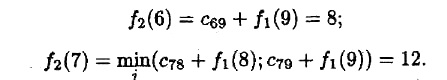 f₂(6) = c₆₉ + f₁(9) = 8;
f₂(7) = min(c₇₈ + f₁(8); c₇₉ + f₁(9)) = 12.
i